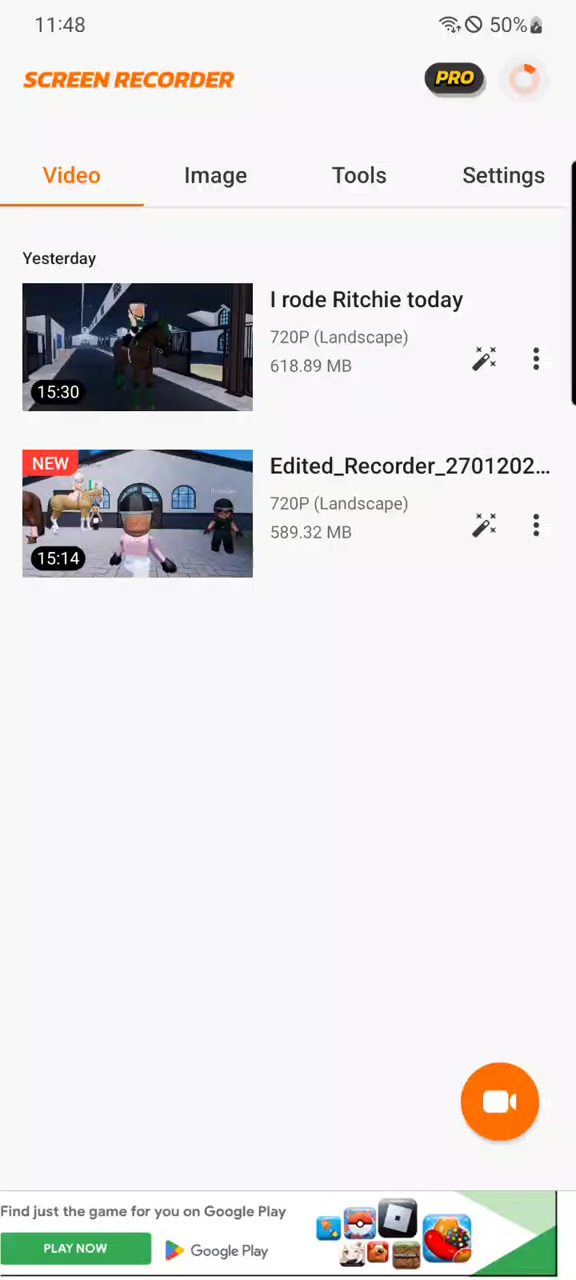 11:48
50%
SCREEN RECORDER
PRO
Video
Image
Tools
Settings
Yesterday
15:30
I rode Ritchie today
720P (Landscape)
618.89 MB
NEW
15:14
Edited_Recorder_2701202...
720P (Landscape)
589.32 MB
Find just the game for you on Google Play
PLAY NOW
Google Play